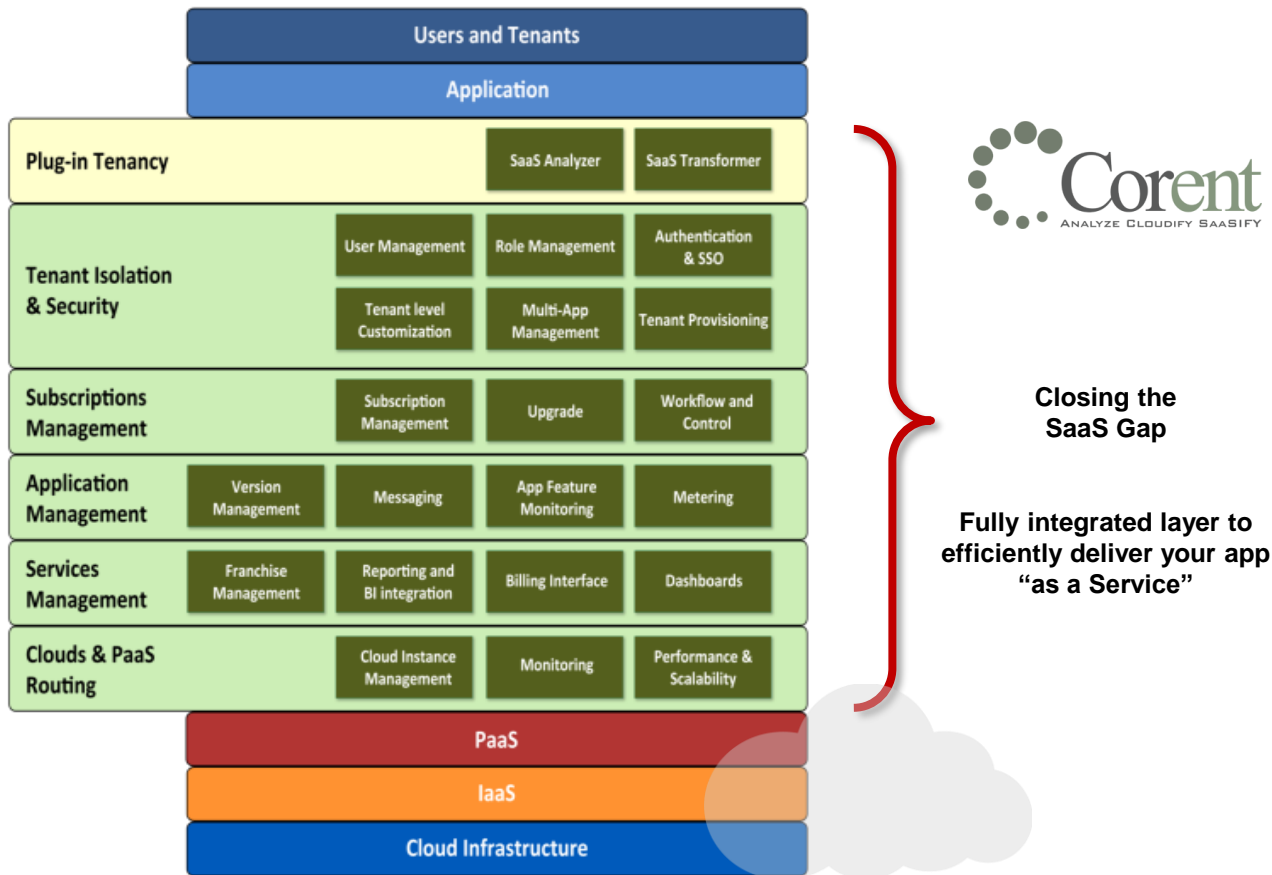 Users and Tenants
Application
Plug-in Tenancy
SaaS Analyzer
SaaS Transformer
Tenant Isolation
& Security
User Management
Role Management
Authentication
& SSO
Tenant level
Customization
Multi-App
Management
Tenant Provisioning
Subscriptions
Management
Subscription
Management
Upgrade
Workflow and
Control
Application
Management
Version
Management
Messaging
App Feature
Monitoring
Metering
Services
Management
Franchise
Management
Reporting and
BI integration
Billing Interface
Dashboards
Clouds & PaaS
Routing
Cloud Instance
Management
Monitoring
Performance &
Scalability
PaaS
IaaS
Cloud Infrastructure
Corent
ANALYZE CLOUDIFY SAASIFY
Closing the
SaaS Gap
Fully integrated layer to
efficiently deliver your app
“as a Service”